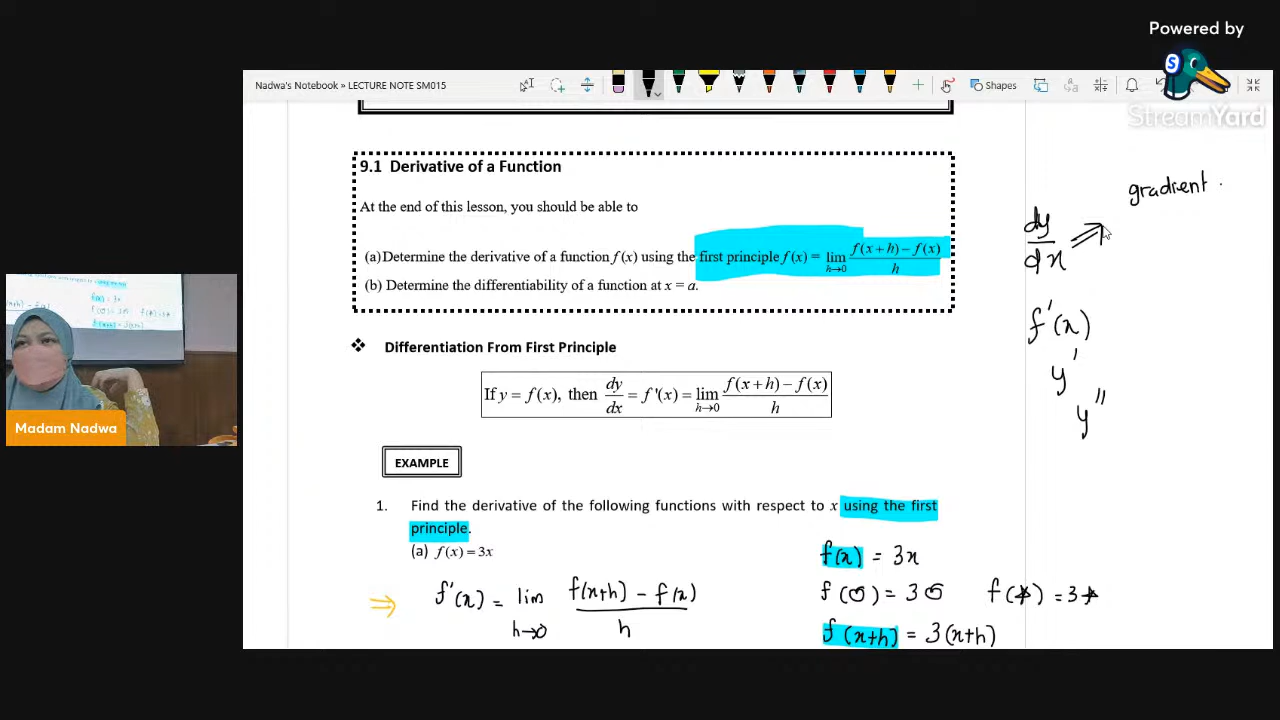 Powered by
S
StreamYard
Nadwa's Notebook » LECTURE NOTE SM015
Shapes
9.1 Derivative of a Function
At the end of this lesson, you should be able to
(a)Determine the derivative of a function f(x) using the first principle f(x) = lim h→0 f(x+h)−f(x) / h
(b) Determine the differentiability of a function at x = a.
gradient .
dy/dx ⇒
f'(x)
y'
y''
❖ Differentiation From First Principle
If y = f(x), then dy/dx = f '(x) = lim h→0 f(x+h)−f(x) / h
EXAMPLE
1. Find the derivative of the following functions with respect to x using the first
principle.
(a) f(x) = 3x
⇒ f'(x) = lim h→0 f(x+h) − f(x) / h
f(x) = 3x
f(σ) = 3σ f(*) = 3*
f(x+h) = 3(x+h)
Madam Nadwa